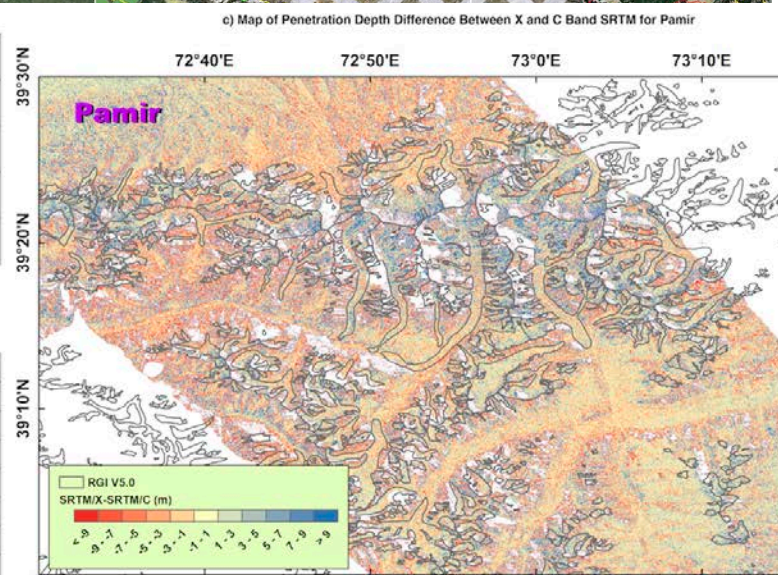 c) Map of Penetration Depth Difference Between X and C Band SRTM for Pamir
72°40'E 72°50'E 73°0'E 73°10'E
39°30'N
Pamir
39°20'N
39°10'N
RGI V5.0
SRTM/X-SRTM/C (m)
<-9 -9 - -7 -7 - -5 -5 - -3 -3 - -1 -1 - 1 1 - 3 3 - 5 5 - 7 7 - 9 >9